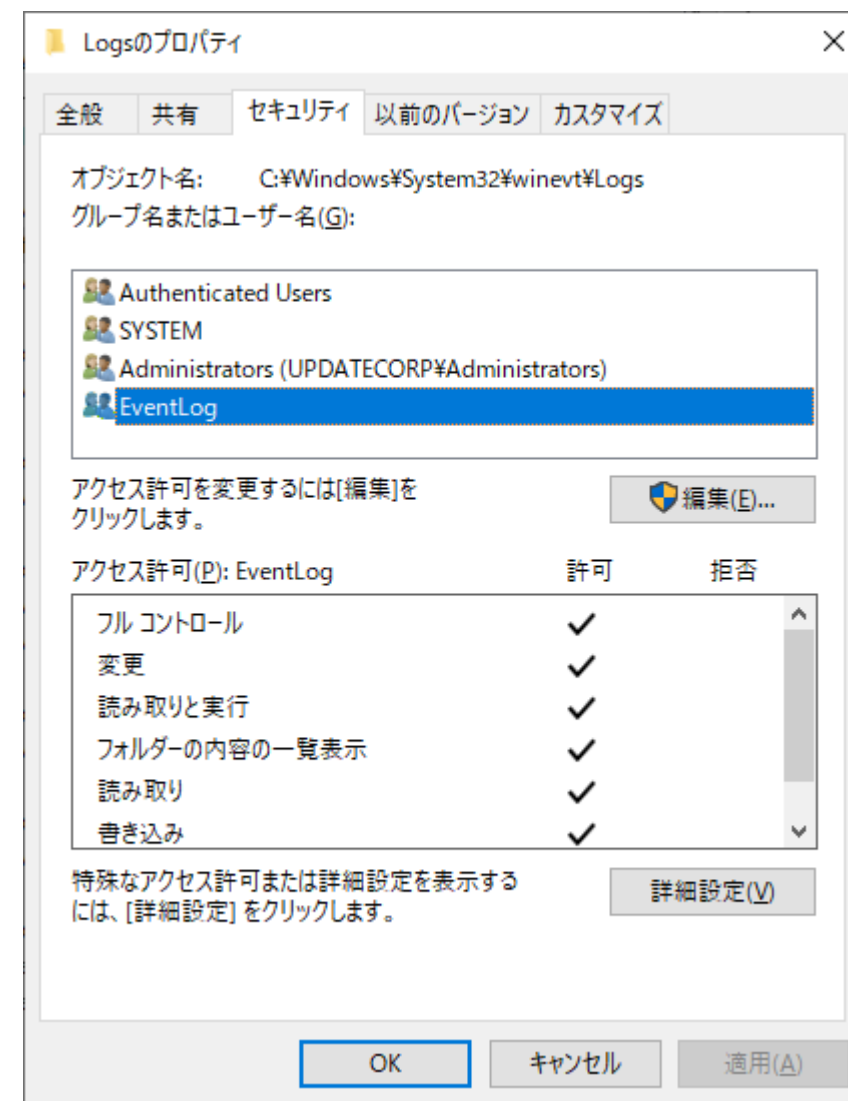 Logsのプロパティ
全般 共有 セキュリティ 以前のバージョン カスタマイズ
オブジェクト名: C:¥Windows¥System32¥winevt¥Logs
グループ名またはユーザー名(G):
Authenticated Users
SYSTEM
Administrators (UPDATECORP¥Administrators)
EventLog
アクセス許可を変更するには[編集]を
クリックします。
編集(E)...
アクセス許可(P): EventLog 許可 拒否
フル コントロール
変更
読み取りと実行
フォルダーの内容の一覧表示
読み取り
書き込み
特殊なアクセス許可または詳細設定を表示する
には、[詳細設定] をクリックします。
詳細設定(V)
OK キャンセル 適用(A)